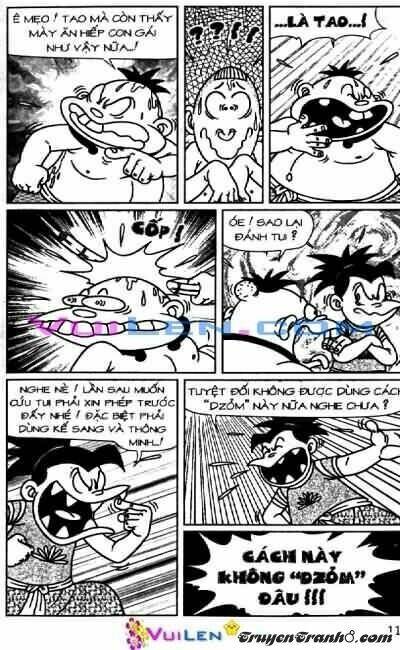 Ê MẸO ! TAO MÀ CÒN THẤY
MÀY ĂN HIẾP CON GÁI
NHƯ VẬY NỮA...!
? ? ! !
...LÀ TAO...!
CỐP !
ÓE ! SAO LẠI
ĐÁNH TUI ?
VuiLen.com
NGHE NÈ ! LẦN SAU MUỐN
CỨU TUI PHẢI XIN PHÉP TRƯỚC
ĐẤY NHÉ ! ĐẶC BIỆT PHẢI
DÙNG KẾ SANG VÀ THÔNG
MINH...!
TUYỆT ĐỐI KHÔNG ĐƯỢC DÙNG CÁCH
"DZỎM" NÀY NỮA NGHE CHƯA ?
CÁCH NÀY
KHÔNG "DZỎM"
ĐÂU !!!
11
VuiLen
TruyenTranh8.com